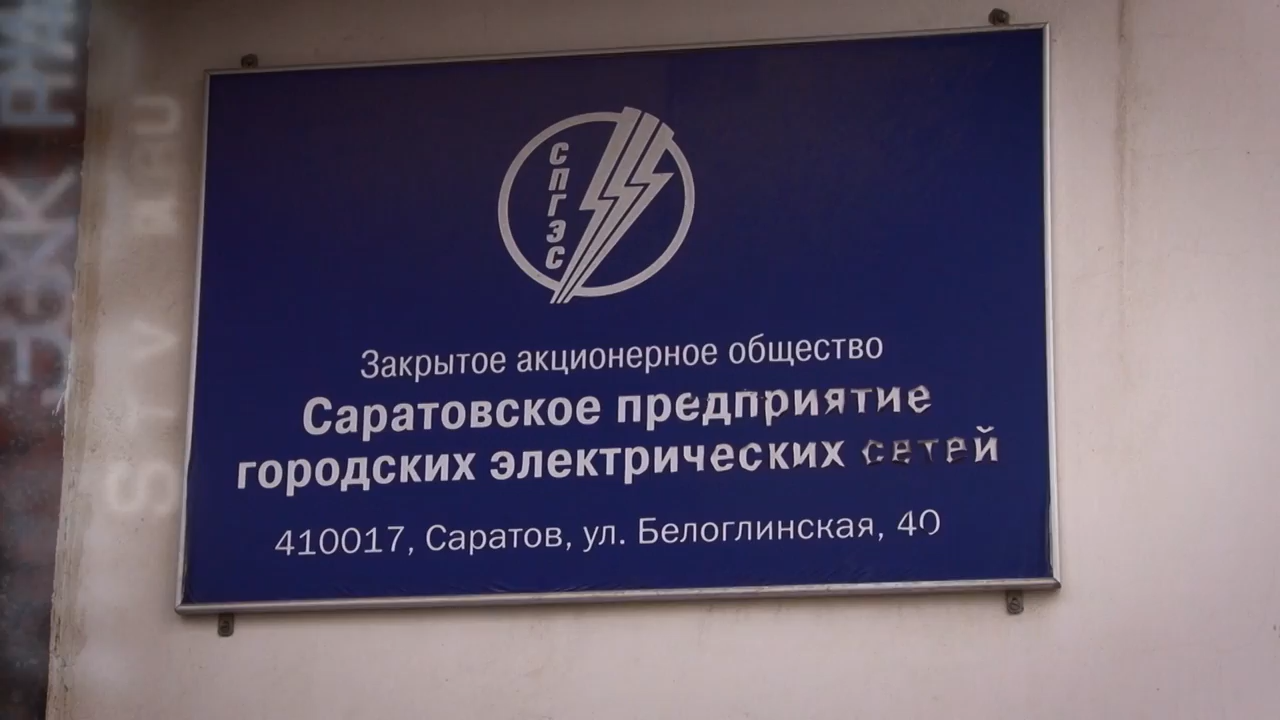 СПГЭС
Закрытое акционерное общество
Саратовское предприятие
городских электрических сетей
410017, Саратов, ул. Белоглинская, 40